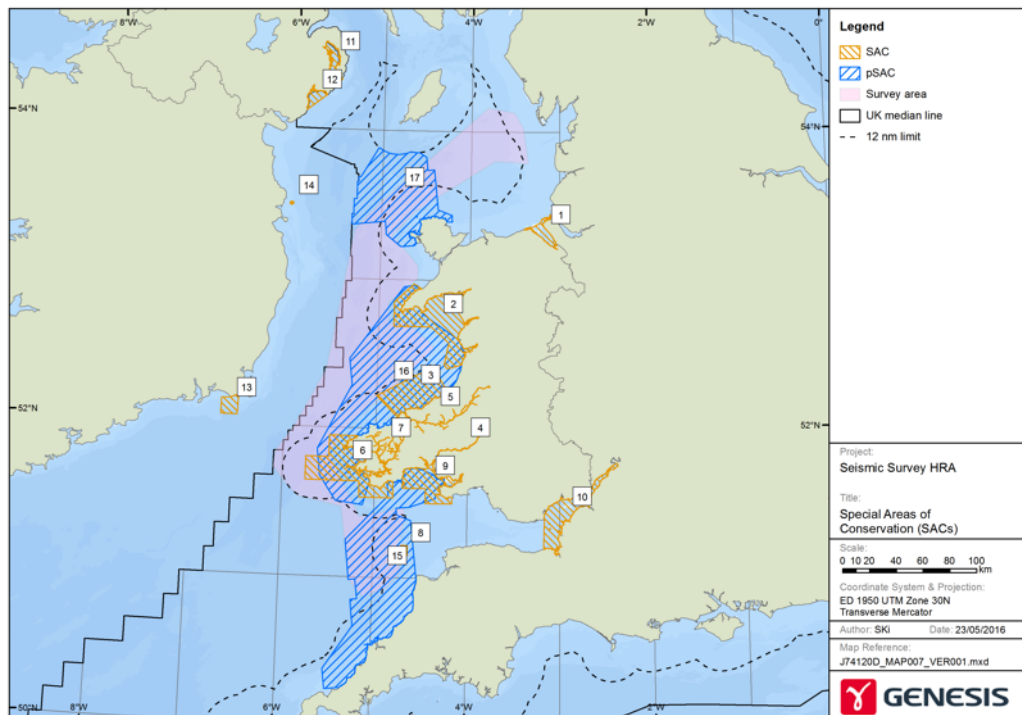 8°W
6°W
4°W
2°W
0°
54°N
54°N
52°N
52°N
50°N
6°W
4°W
2°W
11
12
17
14
1
2
16
3
13
5
7
4
6
9
10
8
15
Legend
SAC
pSAC
Survey area
UK median line
12 nm limit
Project:
Seismic Survey HRA
Title:
Special Areas of
Conservation (SACs)
Scale:
0 10 20 40 60 80 100
km
Coordinate System & Projection:
ED 1950 UTM Zone 30N
Transverse Mercator
Author: SKi Date: 23/05/2016
Map Reference:
J74120D_MAP007_VER001.mxd
GENESIS